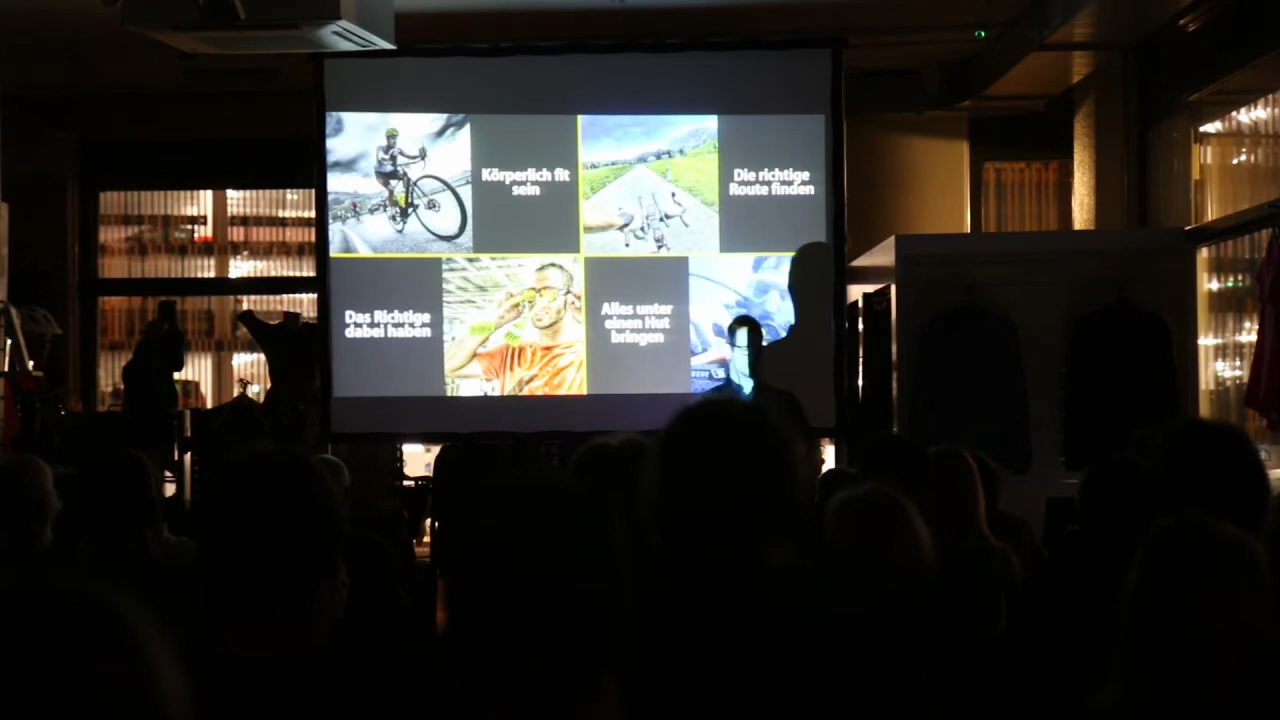 Körperlich fit
sein
Die richtige
Route finden
Das Richtige
dabei haben
Alles unter
einen Hut
bringen